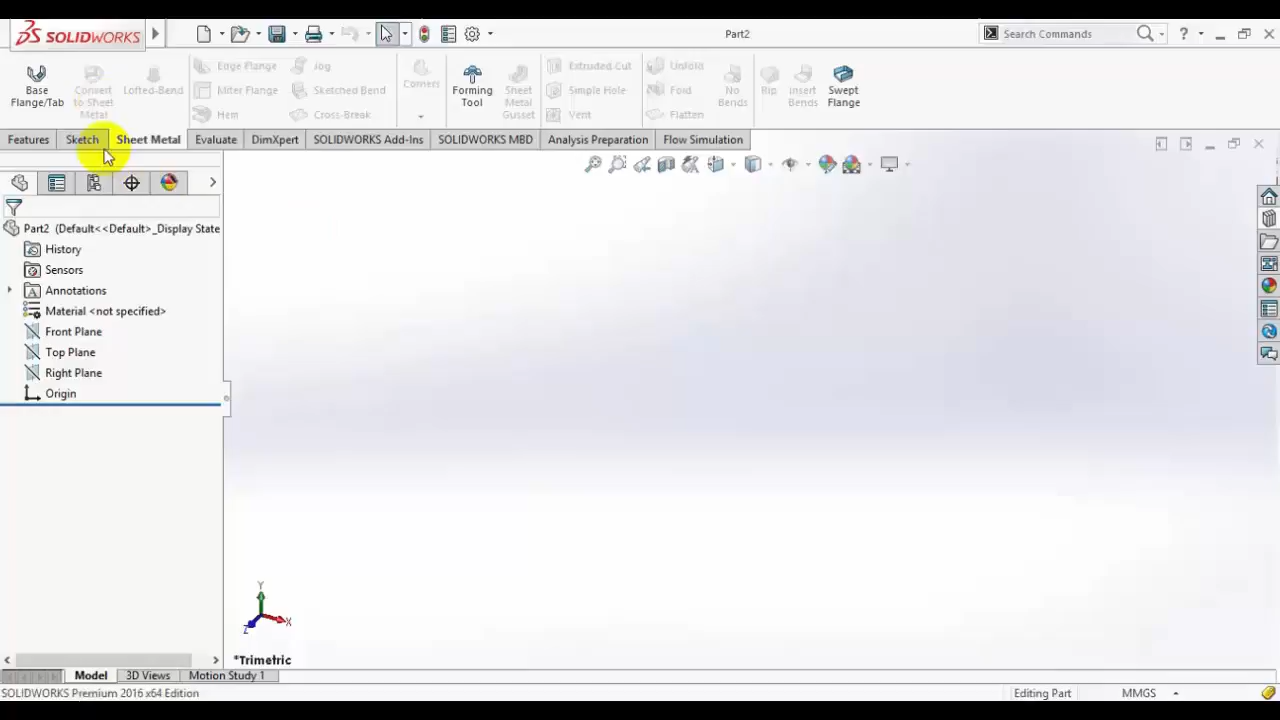 SOLIDWORKS
Part2
Search Commands
?
Base Flange/Tab
Convert to Sheet Metal
Lofted-Bend
Edge Flange
Miter Flange
Hem
Jog
Sketched Bend
Cross-Break
Corners
Forming Tool
Sheet Metal Gusset
Extruded Cut
Simple Hole
Vent
Unfold
Fold
Flatten
No Bends
Rip
Insert Bends
Swept Flange
Features Sketch Sheet Metal Evaluate DimXpert SOLIDWORKS Add-Ins SOLIDWORKS MBD Analysis Preparation Flow Simulation
Part2 (Default<<Default>_Display State
History
Sensors
Annotations
Material <not specified>
Front Plane
Top Plane
Right Plane
Origin
Y
X
Z
*Trimetric
Model 3D Views Motion Study 1
SOLIDWORKS Premium 2016 x64 Edition
Editing Part
MMGS